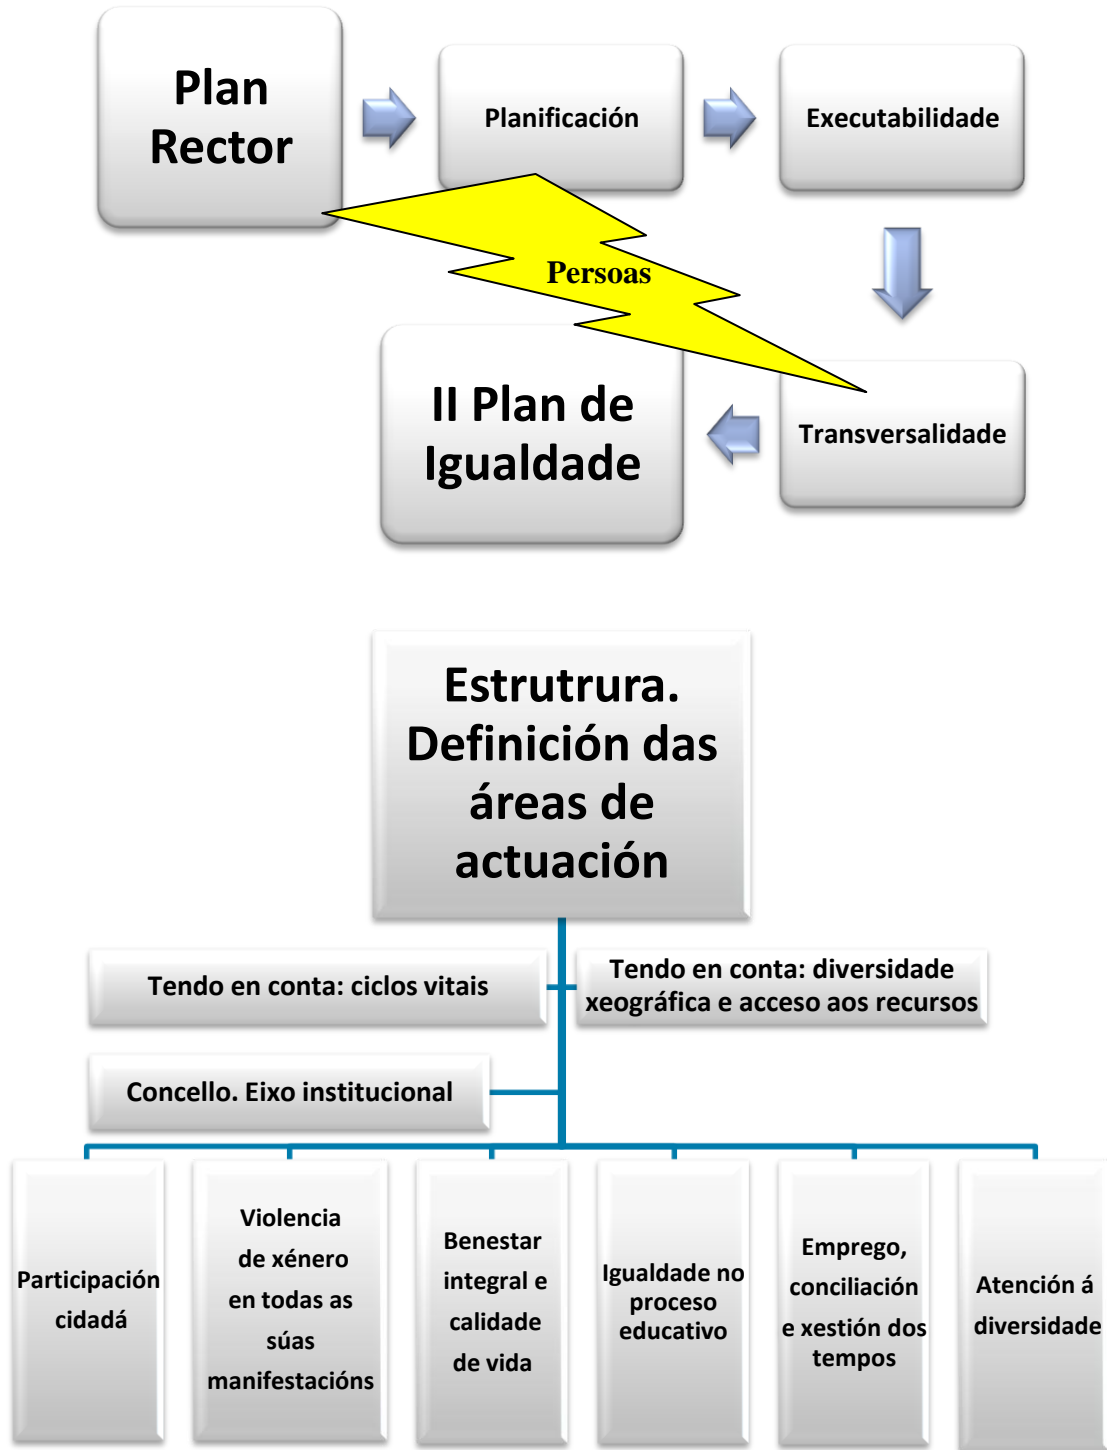 Plan
Rector
Planificación
Executabilidade
Persoas
II Plan de
Igualdade
Transversalidade
Estrutrura.
Definición das
áreas de
actuación
Tendo en conta: ciclos vitais
Tendo en conta: diversidade
xeográfica e acceso aos recursos
Concello. Eixo institucional
Participación
cidadá
Violencia
de xénero
en todas as
súas
manifestacións
Benestar
integral e
calidade
de vida
Igualdade no
proceso
educativo
Emprego,
conciliación
e xestión dos
tempos
Atención á
diversidade